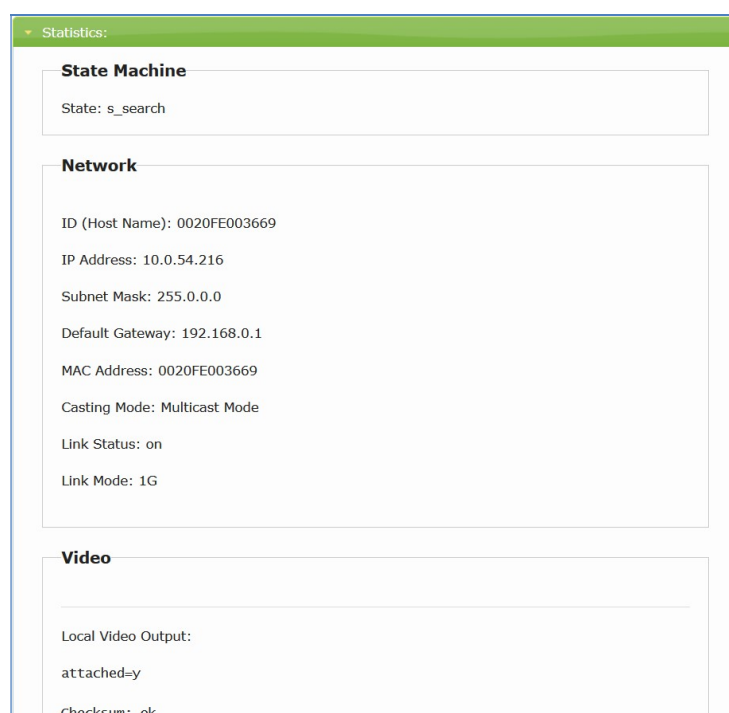 Statistics:
State Machine
State: s_search
Network
ID (Host Name): 0020FE003669
IP Address: 10.0.54.216
Subnet Mask: 255.0.0.0
Default Gateway: 192.168.0.1
MAC Address: 0020FE003669
Casting Mode: Multicast Mode
Link Status: on
Link Mode: 1G
Video
Local Video Output:
attached=y
Checksum: ok